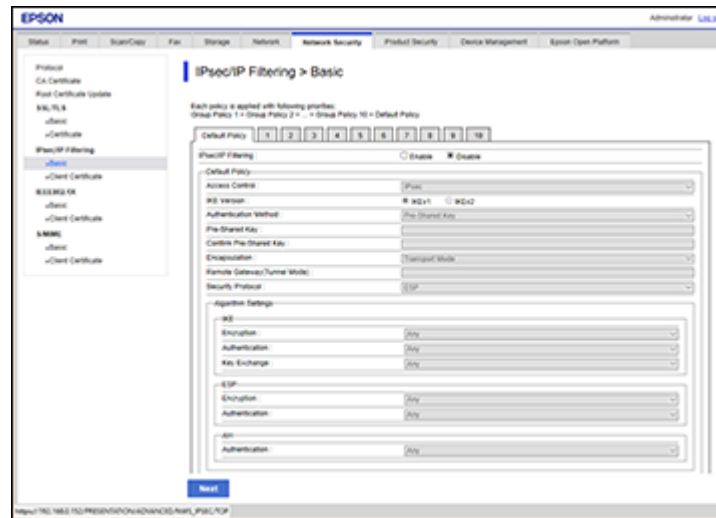 EPSON
Administrator
Status Print Scan/Copy Fax Storage Network Network Security Product Security Device Management Epson Open Platform
Protocol
CA Certificate
Root Certificate Update
SSL/TLS
»Basic
»Certificate
IPsec/IP Filtering
»Basic
»Client Certificate
IEEE802.1X
»Basic
»Client Certificate
S/MIME
»Basic
»Client Certificate
IPsec/IP Filtering > Basic
Each policy is applied with following priorities:
Group Policy 1 > Group Policy 2 > ... > Group Policy 10 > Default Policy
Default Policy 1 2 3 4 5 6 7 8 9 10
IPsec/IP Filtering : Enable Disable
Default Policy
Access Control : IPsec
IKE Version : IKEv1 IKEv2
Authentication Method : Pre-Shared Key
Pre-Shared Key :
Confirm Pre-Shared Key :
Encapsulation : Transport Mode
Remote Gateway(Tunnel Mode) :
Security Protocol : ESP
Algorithm Settings
IKE
Encryption : Any
Authentication : Any
Key Exchange : Any
ESP
Encryption : Any
Authentication : Any
AH
Authentication : Any
Next